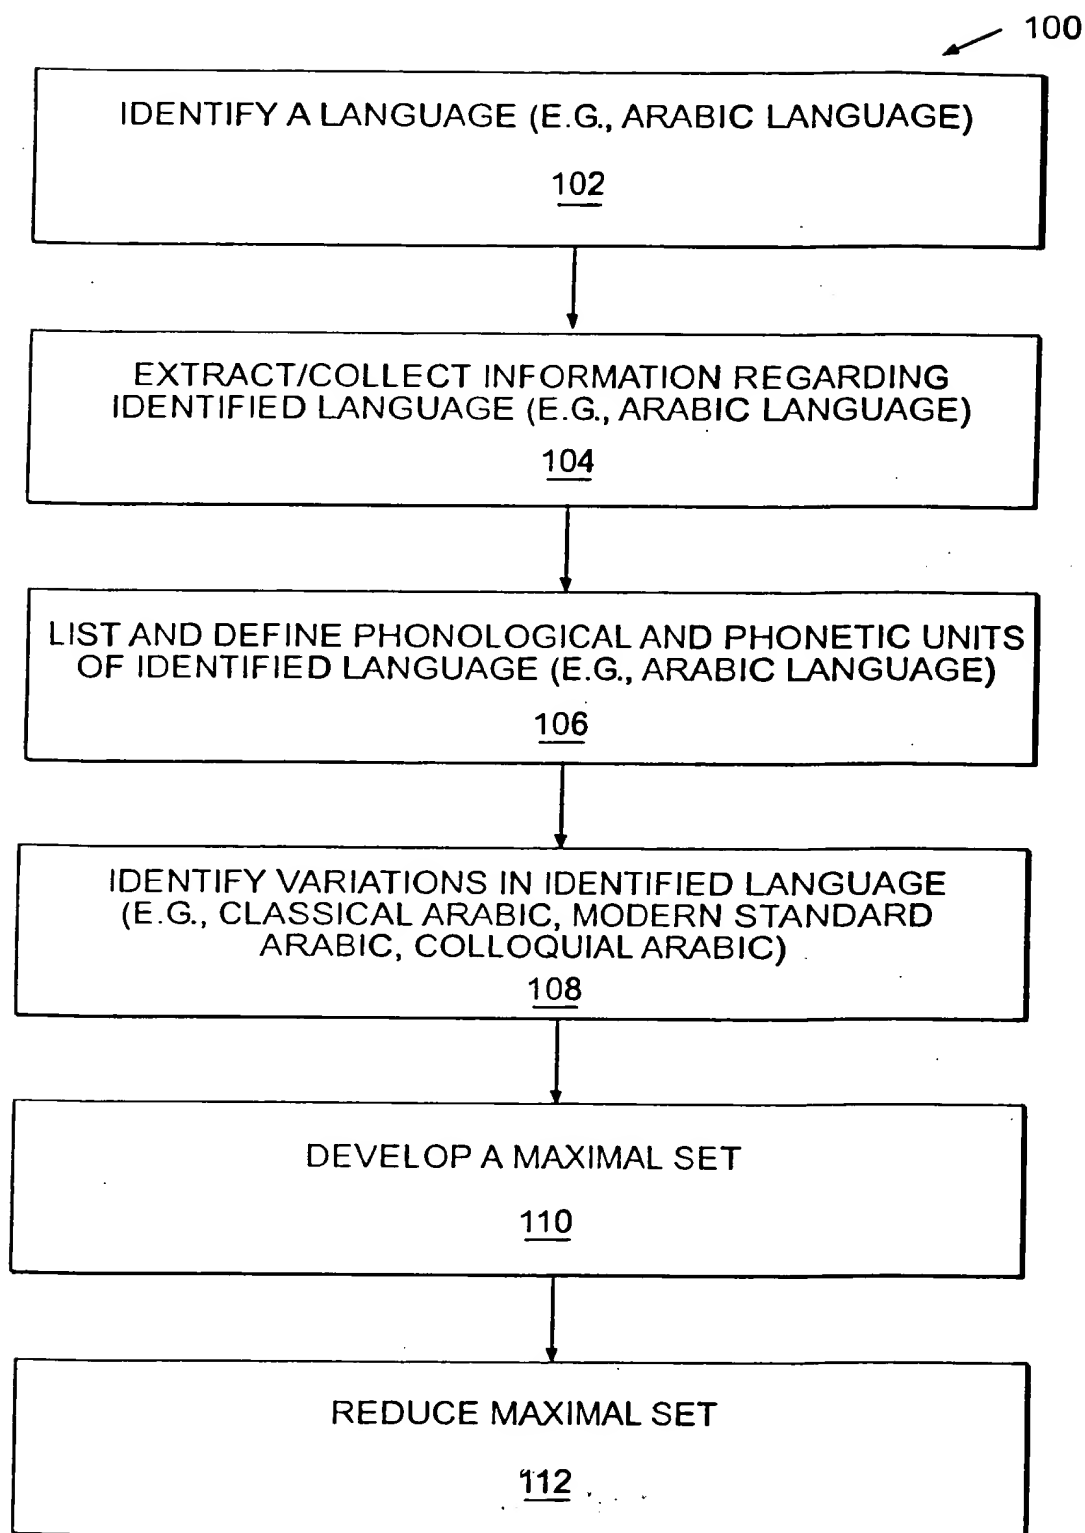 100
IDENTIFY A LANGUAGE (E.G., ARABIC LANGUAGE)
102
EXTRACT/COLLECT INFORMATION REGARDING
IDENTIFIED LANGUAGE (E.G., ARABIC LANGUAGE)
104
LIST AND DEFINE PHONOLOGICAL AND PHONETIC UNITS
OF IDENTIFIED LANGUAGE (E.G., ARABIC LANGUAGE)
106
IDENTIFY VARIATIONS IN IDENTIFIED LANGUAGE
(E.G., CLASSICAL ARABIC, MODERN STANDARD
ARABIC, COLLOQUIAL ARABIC)
108
DEVELOP A MAXIMAL SET
110
REDUCE MAXIMAL SET
112